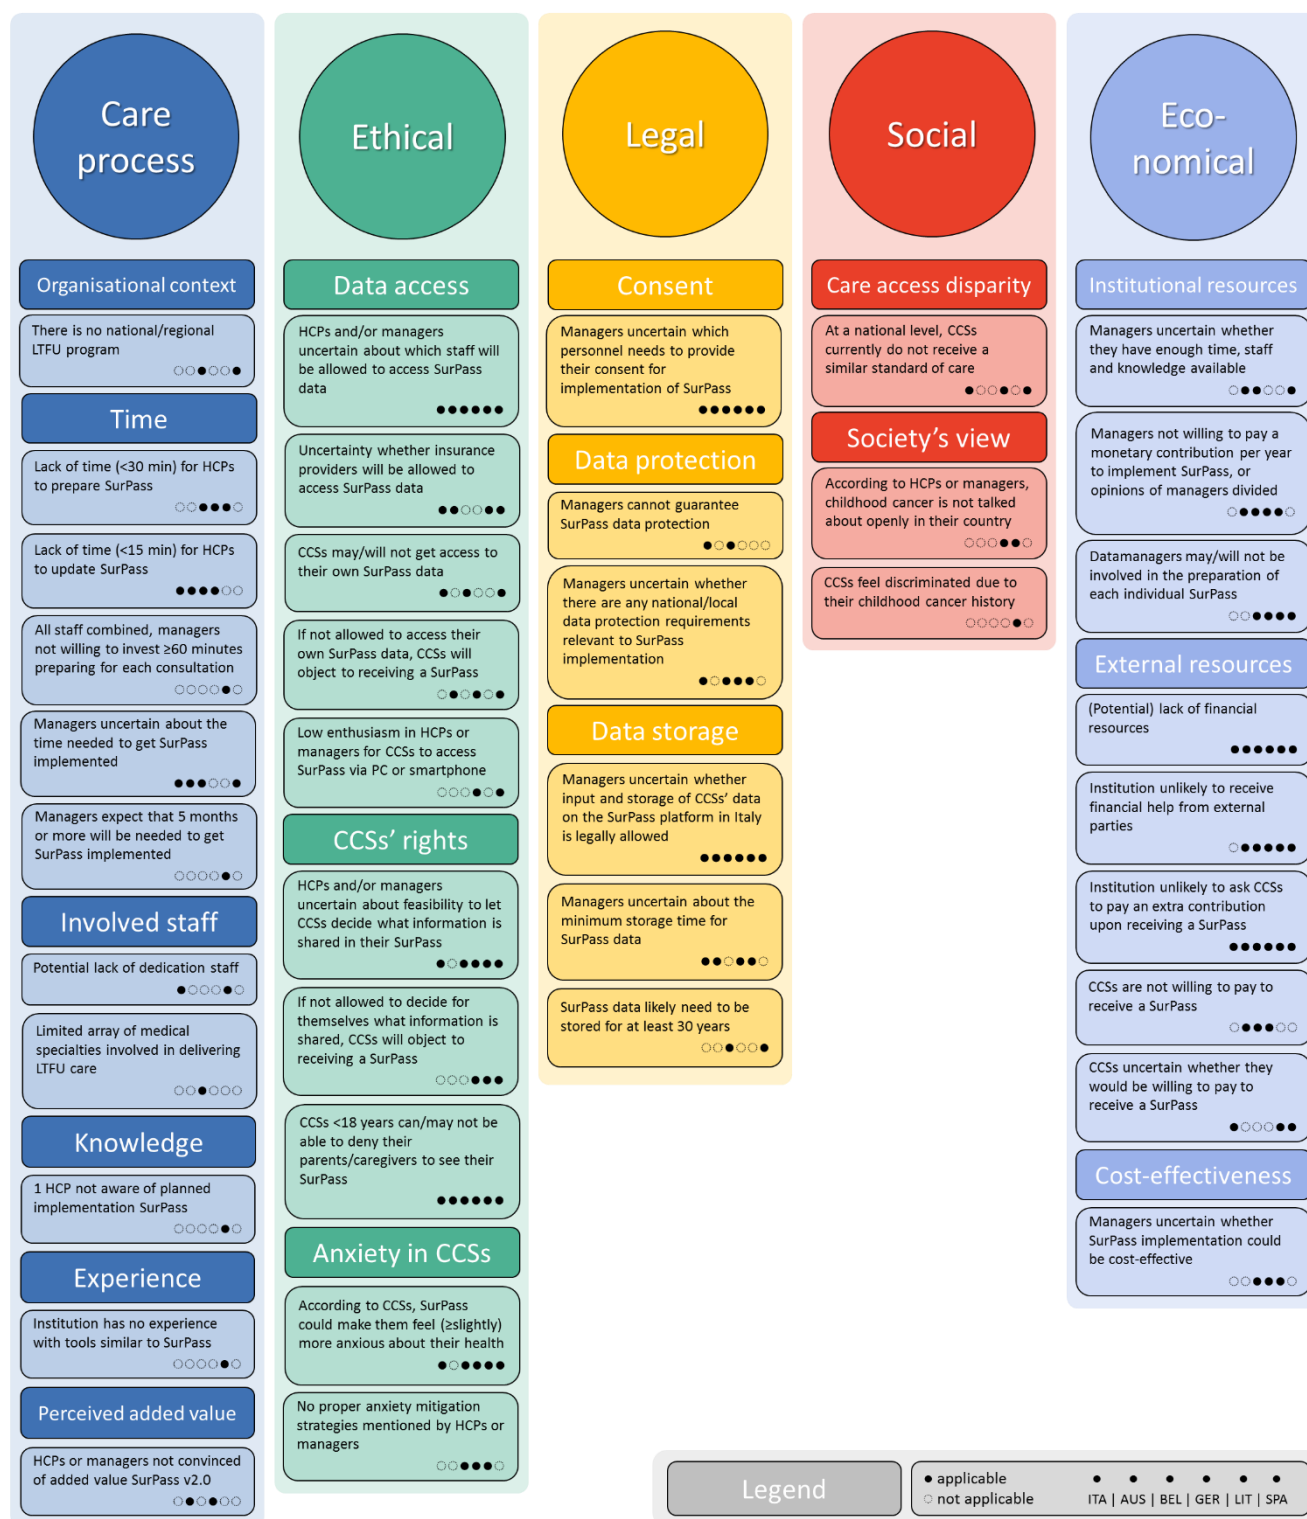 Care
process
Organisational context
There is no national/regional
LTFU program
○○●○○●
Time
Lack of time (<30 min) for HCPs
to prepare SurPass
○○●●●○
Lack of time (<15 min) for HCPs
to update SurPass
●●●●○○
All staff combined, managers
not willing to invest ≥60 minutes
preparing for each consultation
○○○○●○
Managers uncertain about the
time needed to get SurPass
implemented
●●●○○●
Managers expect that 5 months
or more will be needed to get
SurPass implemented
○○○○●○
Involved staff
Potential lack of dedication staff
●○○○●○
Limited array of medical
specialties involved in delivering
LTFU care
○○●○○○
Knowledge
1 HCP not aware of planned
implementation SurPass
○○○○●○
Experience
Institution has no experience
with tools similar to SurPass
○○○○●○
Perceived added value
HCPs or managers not convinced
of added value SurPass v2.0
○●○●○○
Ethical
Data access
HCPs and/or managers
uncertain about which staff will
be allowed to access SurPass
data
●●●●●●
Uncertainty whether insurance
providers will be allowed to
access SurPass data
●●○○●●
CCSs may/will not get access to
their own SurPass data
●○●○○●
If not allowed to access their
own SurPass data, CCSs will
object to receiving a SurPass
○●○●○●
Low enthusiasm in HCPs or
managers for CCSs to access
SurPass via PC or smartphone
○○○●○●
CCSs' rights
HCPs and/or managers
uncertain about feasibility to let
CCSs decide what information is
shared in their SurPass
●○●●●●
If not allowed to decide for
themselves what information is
shared, CCSs will object to
receiving a SurPass
○○○●●●
CCSs <18 years can/may not be
able to deny their
parents/caregivers to see their
SurPass
●●●●●●
Anxiety in CCSs
According to CCSs, SurPass
could make them feel (≥slightly)
more anxious about their health
●○●●●●
No proper anxiety mitigation
strategies mentioned by HCPs or
managers
○○●●●○
Legal
Consent
Managers uncertain which
personnel needs to provide
their consent for
implementation of SurPass
●●●●●●
Data protection
Managers cannot guarantee
SurPass data protection
●○●○○○
Managers uncertain whether
there are any national/local
data protection requirements
relevant to SurPass
implementation
●○●●●○
Data storage
Managers uncertain whether
input and storage of CCSs' data
on the SurPass platform in Italy
is legally allowed
●●●●●●
Managers uncertain about the
minimum storage time for
SurPass data
●●○●●○
SurPass data likely need to be
stored for at least 30 years
○○●○○●
Social
Care access disparity
At a national level, CCSs
currently do not receive a
similar standard of care
●○○●○●
Society's view
According to HCPs or managers,
childhood cancer is not talked
about openly in their country
○○○●●○
CCSs feel discriminated due to
their childhood cancer history
○○○○●○
Eco-
nomical
Institutional resources
Managers uncertain whether
they have enough time, staff
and knowledge available
○●●○○●
Managers not willing to pay a
monetary contribution per year
to implement SurPass, or
opinions of managers divided
○●●●●○
Datamanagers may/will not be
involved in the preparation of
each individual SurPass
○○●●●●
External resources
(Potential) lack of financial
resources
●●●●●●
Institution unlikely to receive
financial help from external
parties
○●●●●●
Institution unlikely to ask CCSs
to pay an extra contribution
upon receiving a SurPass
●●●●●●
CCSs are not willing to pay to
receive a SurPass
○●●●○○
CCSs uncertain whether they
would be willing to pay to
receive a SurPass
●○○○●●
Cost-effectiveness
Managers uncertain whether
SurPass implementation could
be cost-effective
○○●●●○
Legend
● applicable
○ not applicable
● ● ● ● ● ●
ITA | AUS | BEL | GER | LIT | SPA